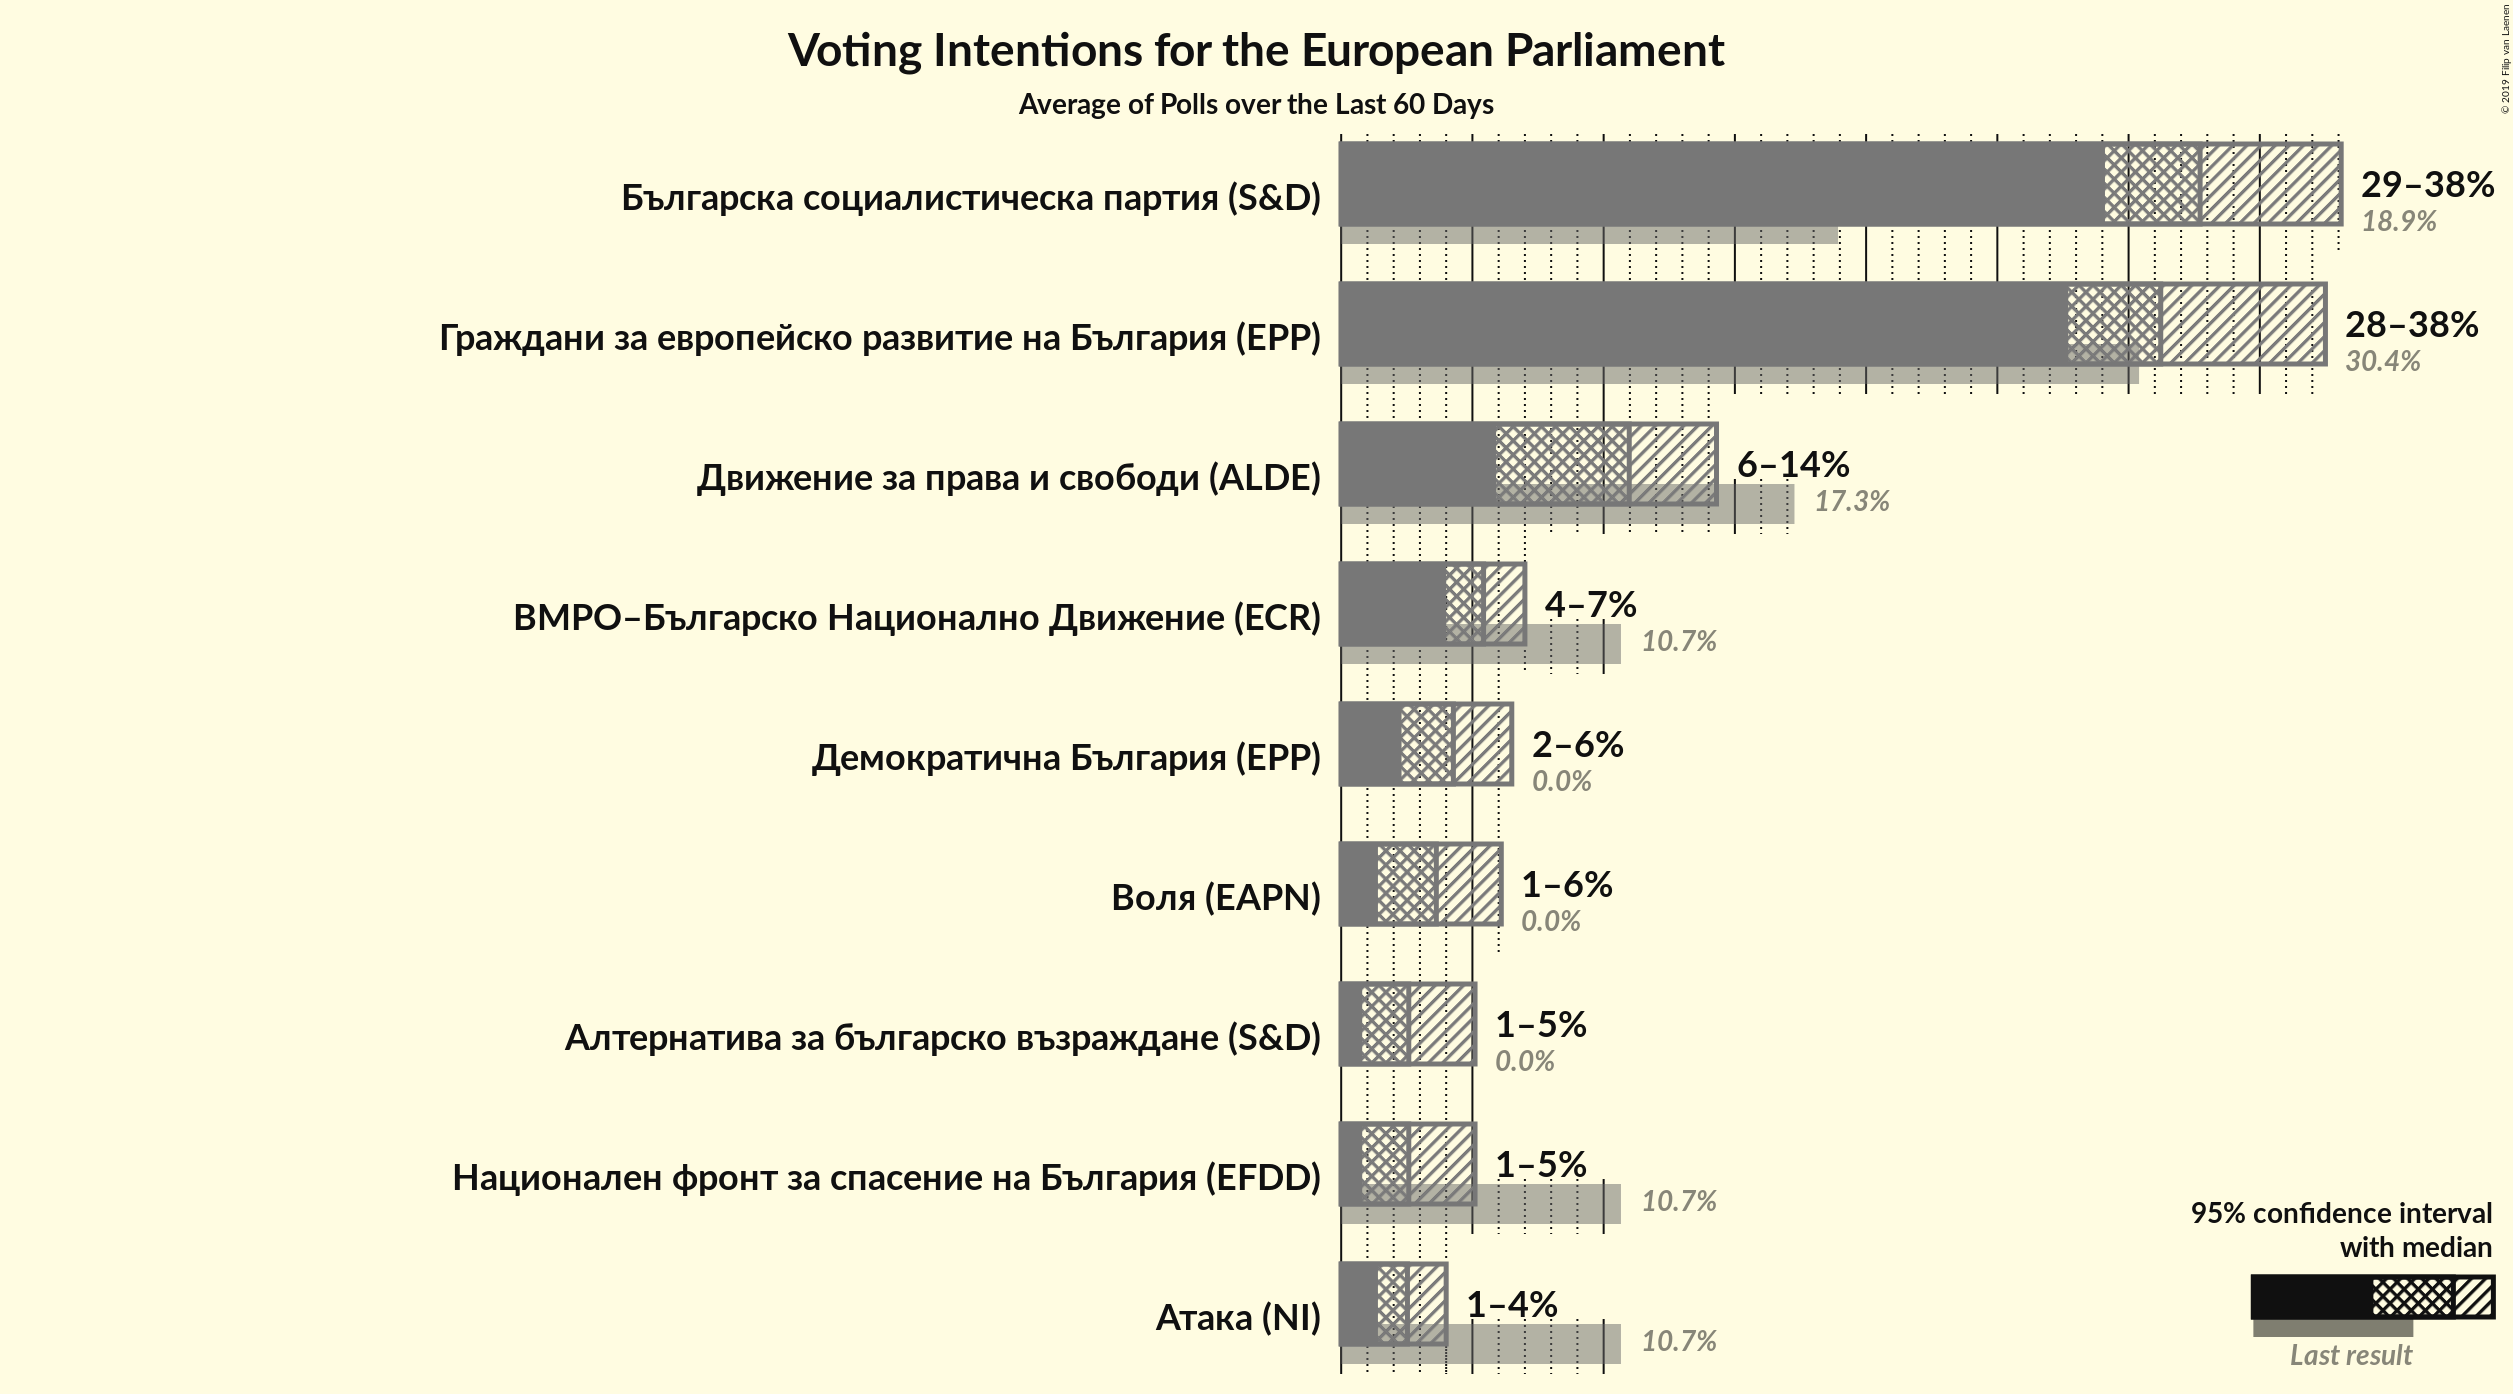 Voting Intentions for the European Parliament
Average of Polls over the Last 60 Days
© 2019 Filip van Laenen
Българска социалистическа партия (S&D)
29–38%
18.9%
Граждани за европейско развитие на България (EPP)
28–38%
30.4%
Движение за права и свободи (ALDE)
6–14%
17.3%
ВМРО–Българско Национално Движение (ECR)
4–7%
10.7%
Демократична България (EPP)
2–6%
0.0%
Воля (EAPN)
1–6%
0.0%
Алтернатива за българско възраждане (S&D)
1–5%
0.0%
Национален фронт за спасение на България (EFDD)
1–5%
10.7%
Атака (NI)
1–4%
10.7%
95% confidence interval
with median
Last result